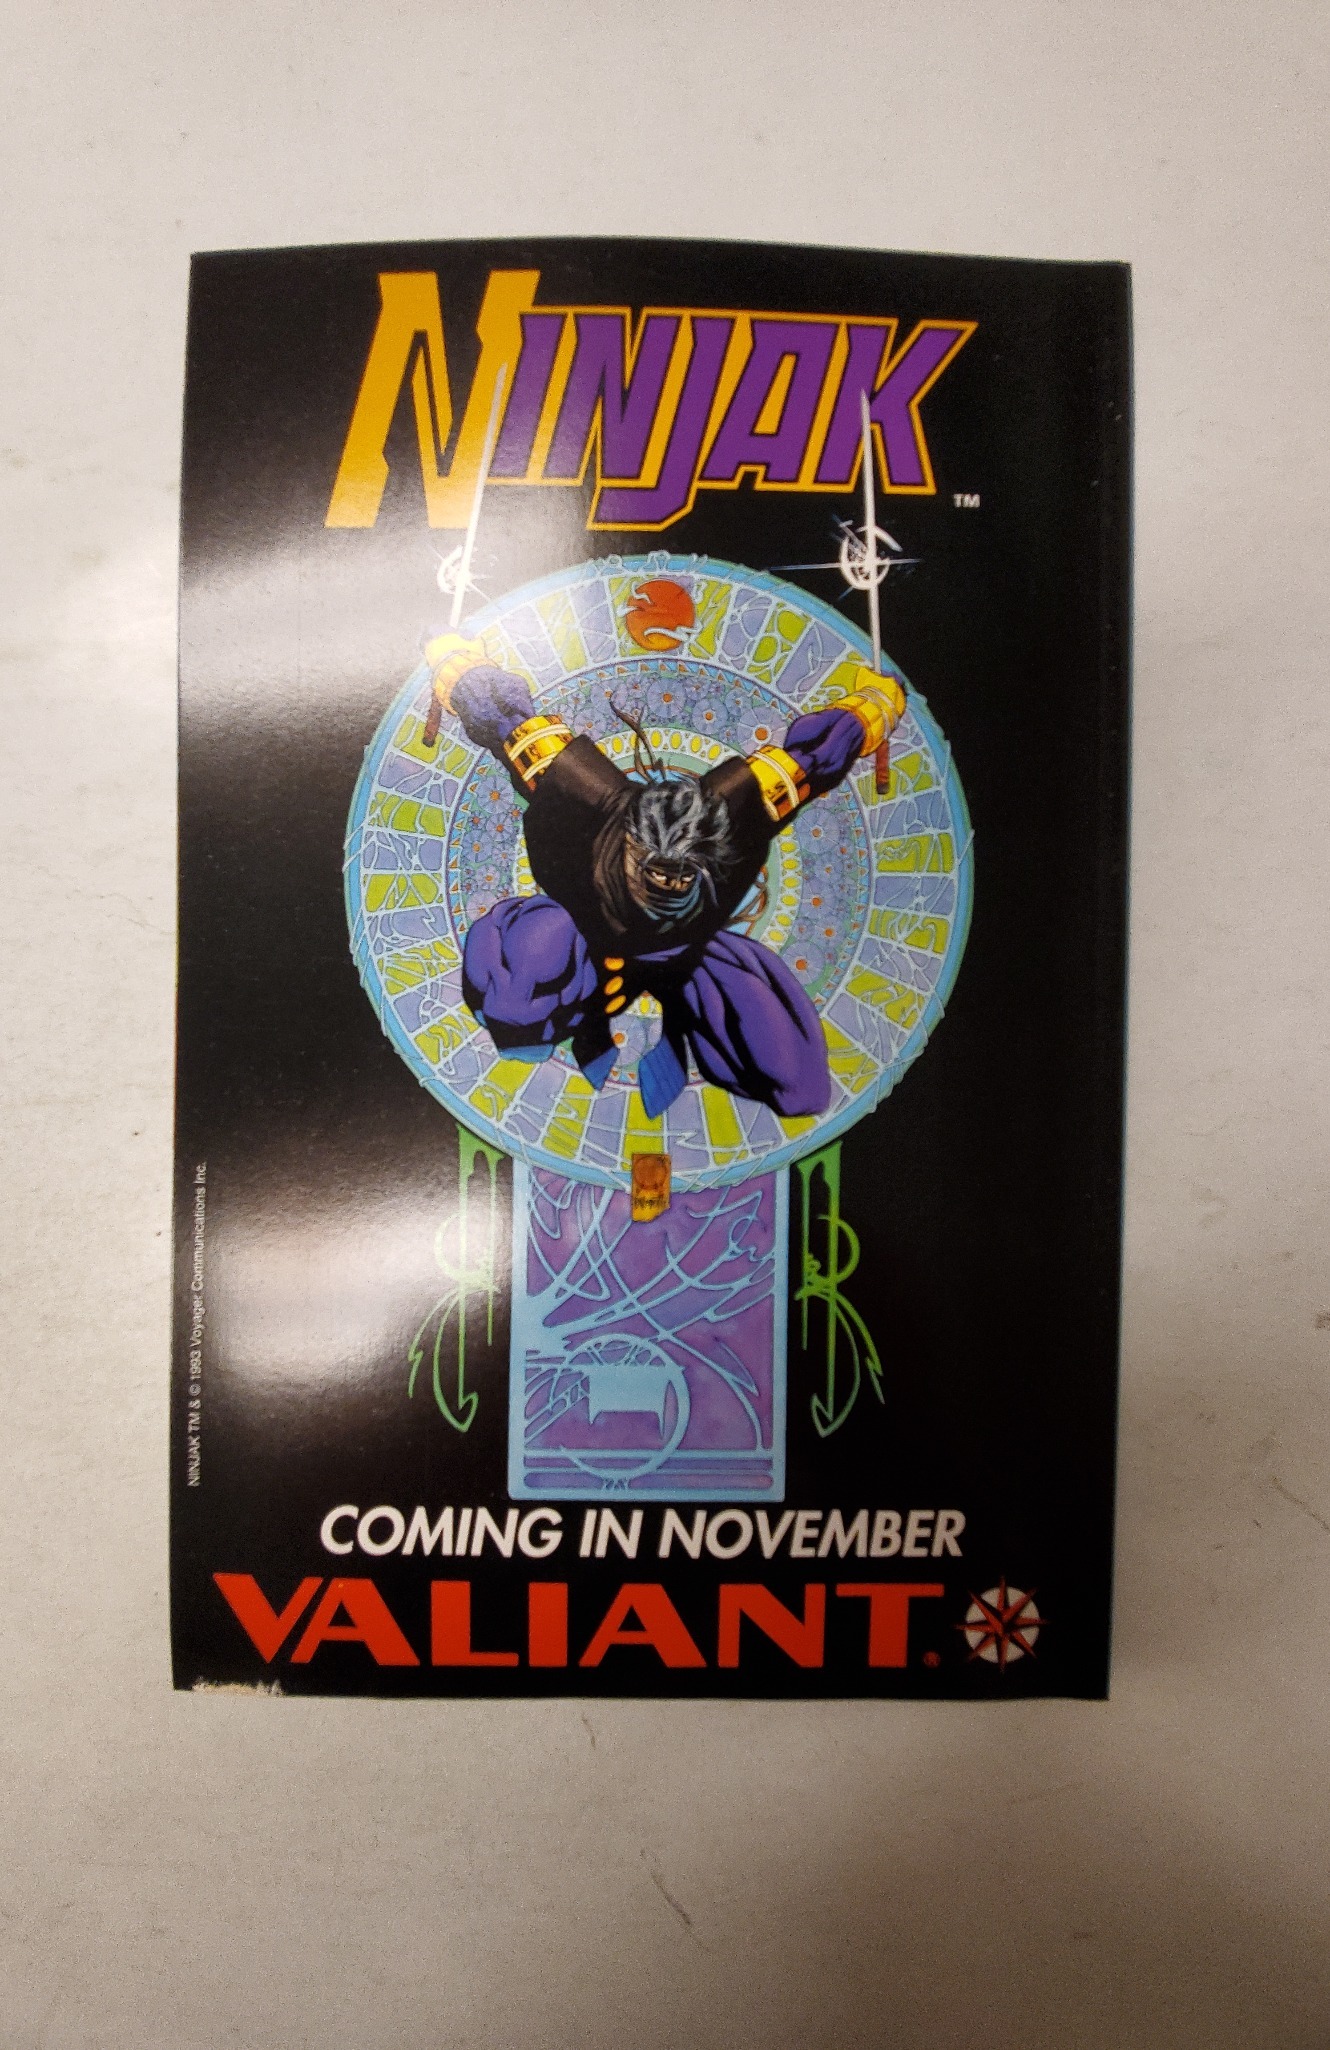 NINJAK
TM
NINJAK TM & © 1993 Voyager Communications Inc.
COMING IN NOVEMBER
VALIANT®